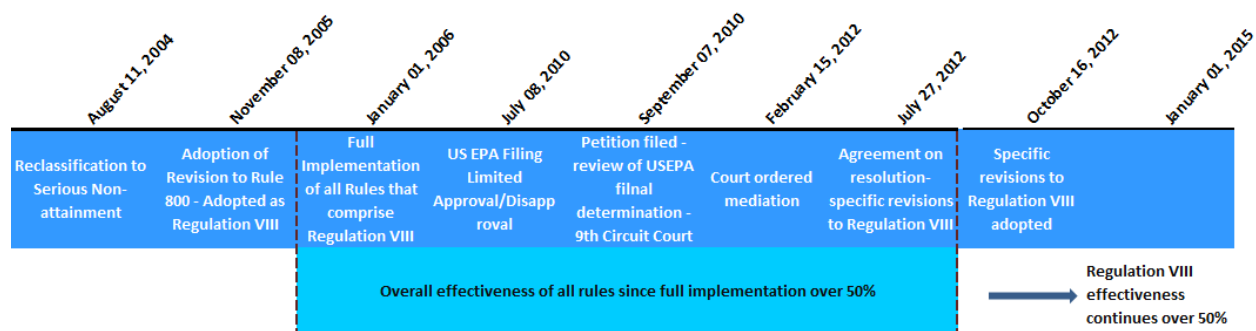 August 11, 2004
November 08, 2005
January 01, 2006
July 08, 2010
September 07, 2010
February 15, 2012
July 27, 2012
October 16, 2012
January 01, 2015
Reclassification to
Serious Non-
attainment
Adoption of
Revision to Rule
800 - Adopted as
Regulation VIII
Full
Implementation
of all Rules that
comprise
Regulation VIII
US EPA Filing
Limited
Approval/Disapp
roval
Petition filed -
review of USEPA
filnal
determination -
9th Circuit Court
Court ordered
mediation
Agreement on
resolution-
specific revisions
to Regulation VIII
Specific
revisions to
Regulation VIII
adopted
Overall effectiveness of all rules since full implementation over 50%
Regulation VIII
effectiveness
continues over 50%